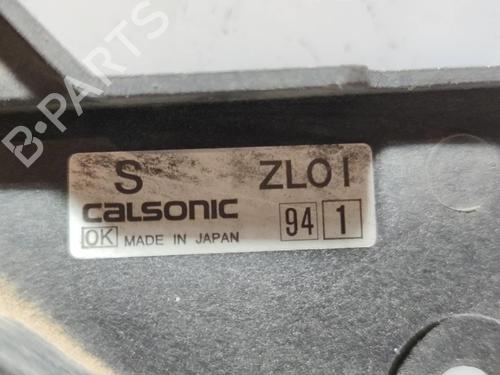 B-PARTS
S ZL01
CALSONIC 94 1
OK MADE IN JAPAN